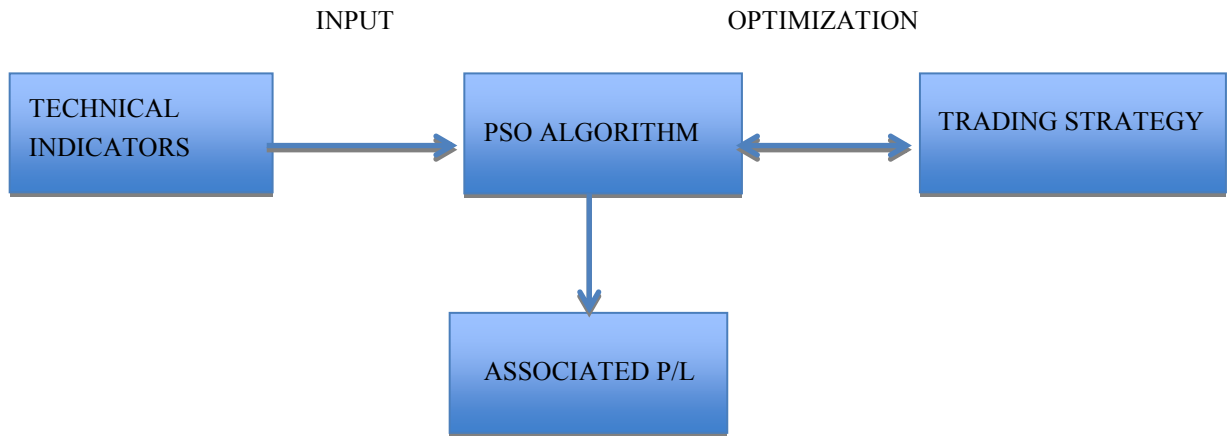 INPUT
OPTIMIZATION
TECHNICAL
INDICATORS
PSO ALGORITHM
TRADING STRATEGY
ASSOCIATED P/L